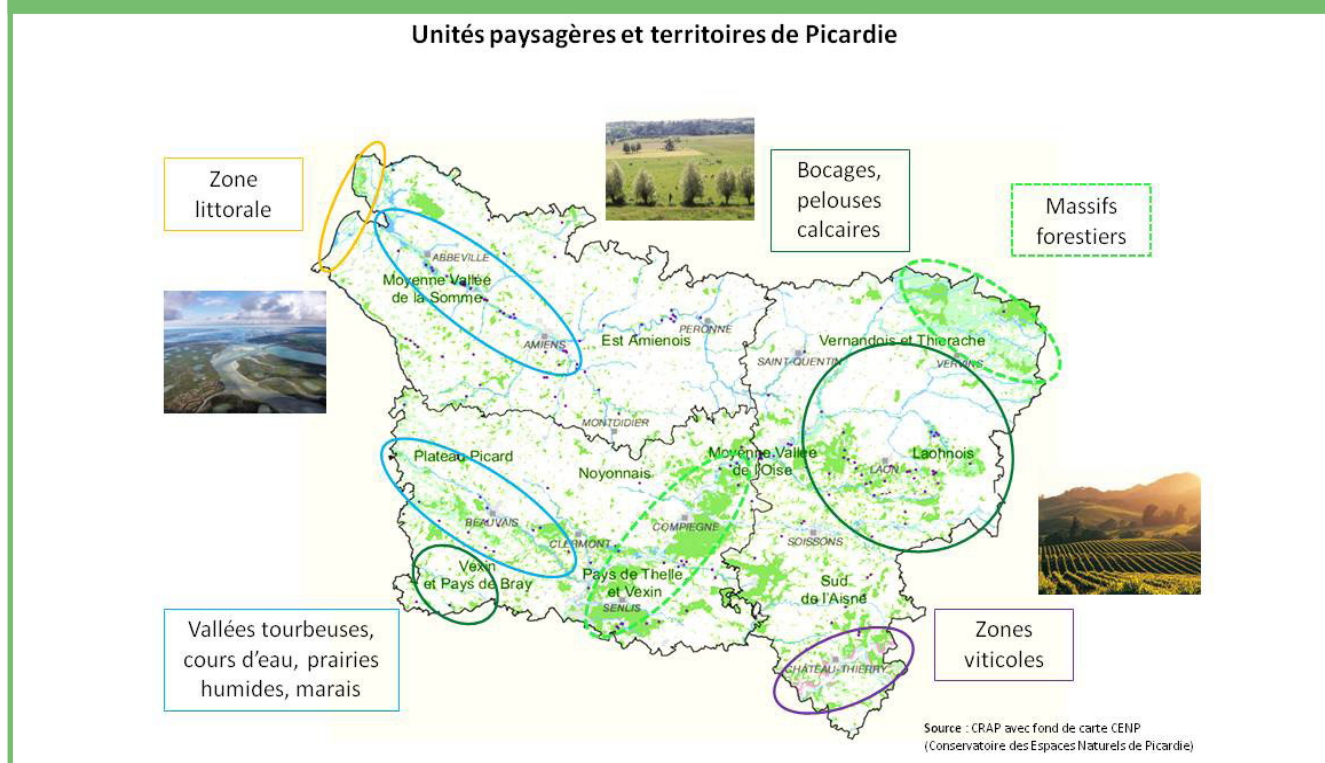 Unités paysagères et territoires de Picardie
Zone
littorale
Bocages,
pelouses
calcaires
Massifs
forestiers
ABBEVILLE
Moyenne Vallée
de la Somme
AMIENS
Est Amienois
PERONNE
SAINT-QUENTIN
Vernandois et Thierache
VERVINS
MONTDIDIER
Plateau Picard
Noyonnais
Moyenne Vallée
de l'Oise
LAON
Laonnois
BEAUVAIS
CLERMONT
COMPIEGNE
SOISSONS
Vexin
et Pays de Bray
Pays de Thelle
et Vexin
SENLIS
Sud
de l'Aisne
CHÂTEAU-THIERRY
Vallées tourbeuses,
cours d'eau, prairies
humides, marais
Zones
viticoles
Source : CRAP avec fond de carte CENP
(Conservatoire des Espaces Naturels de Picardie)